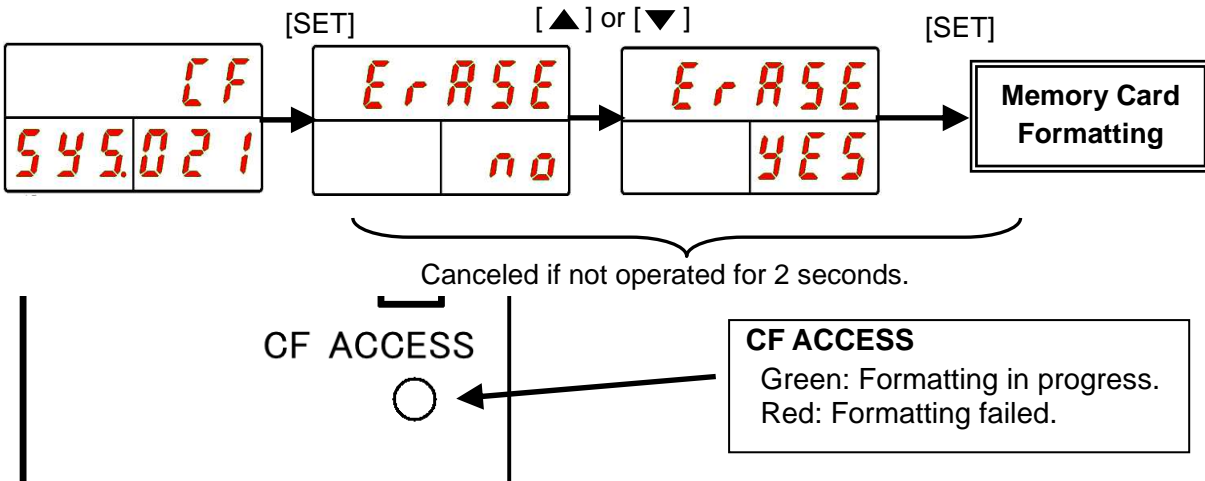 [SET]
[ ▲ ] or [ ▼ ]
[SET]
CF
SYS.021
ErASE
no
ErASE
YES
Memory Card
Formatting
Canceled if not operated for 2 seconds.
CF ACCESS
CF ACCESS
Green: Formatting in progress.
Red: Formatting failed.